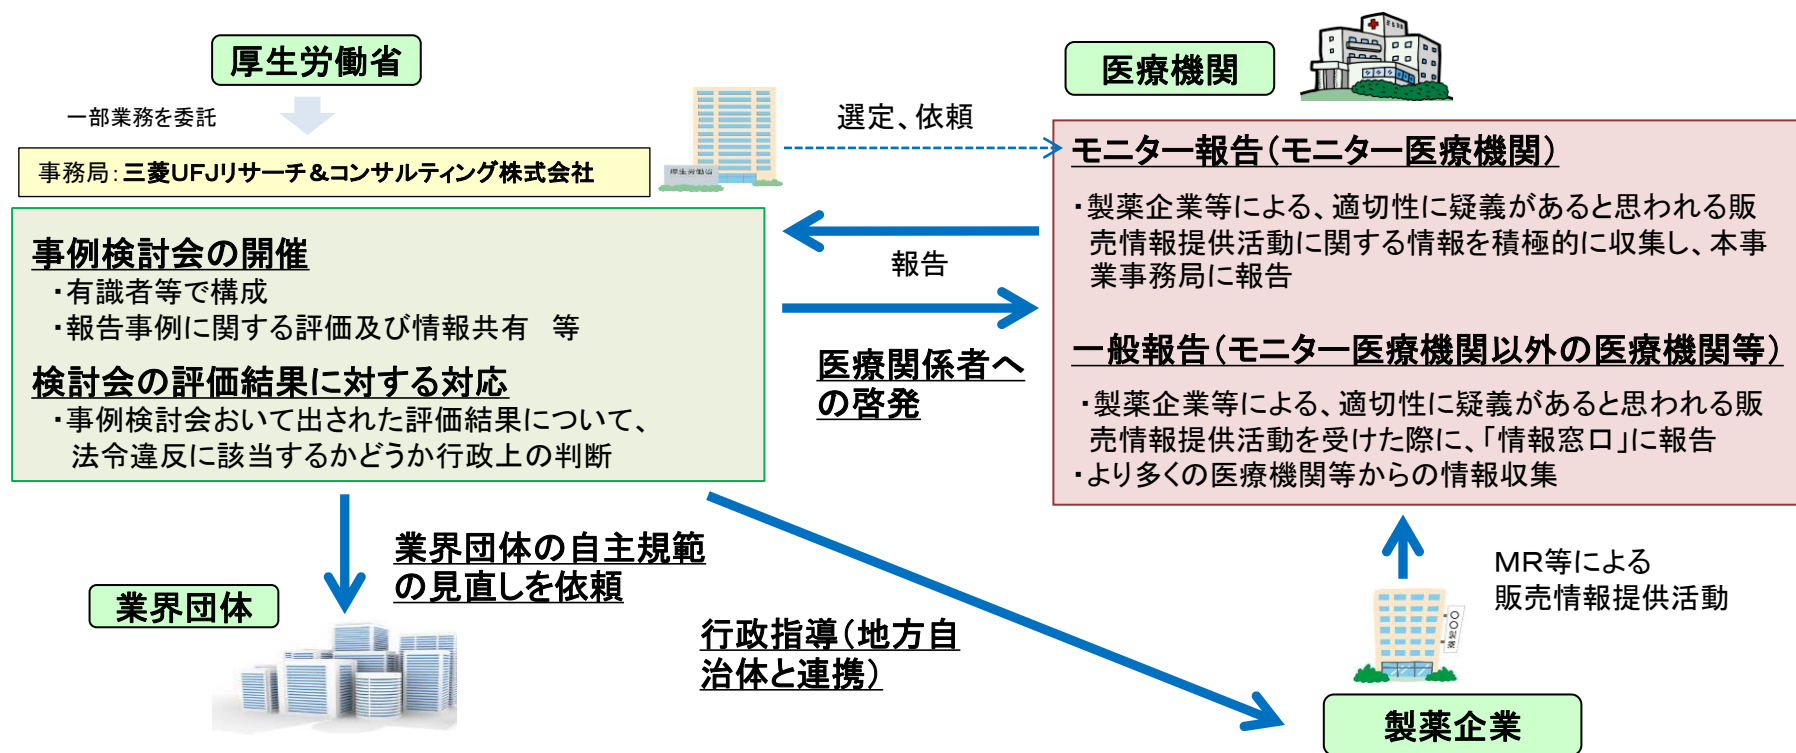 厚生労働省
一部業務を委託
事務局：三菱UFJリサーチ＆コンサルティング株式会社
厚生労働省
事例検討会の開催
・有識者等で構成
・報告事例に関する評価及び情報共有　等
検討会の評価結果に対する対応
・事例検討会おいて出された評価結果について、
法令違反に該当するかどうか行政上の判断
選定、依頼
報告
医療関係者へ
の啓発
医療機関
モニター報告（モニター医療機関）
・製薬企業等による、適切性に疑義があると思われる販
売情報提供活動に関する情報を積極的に収集し、本事
業事務局に報告
一般報告（モニター医療機関以外の医療機関等）
・製薬企業等による、適切性に疑義があると思われる販
売情報提供活動を受けた際に、「情報窓口」に報告
・より多くの医療機関等からの情報収集
業界団体の自主規範
の見直しを依頼
業界団体
行政指導（地方自
治体と連携）
MR等による
販売情報提供活動
製薬企業